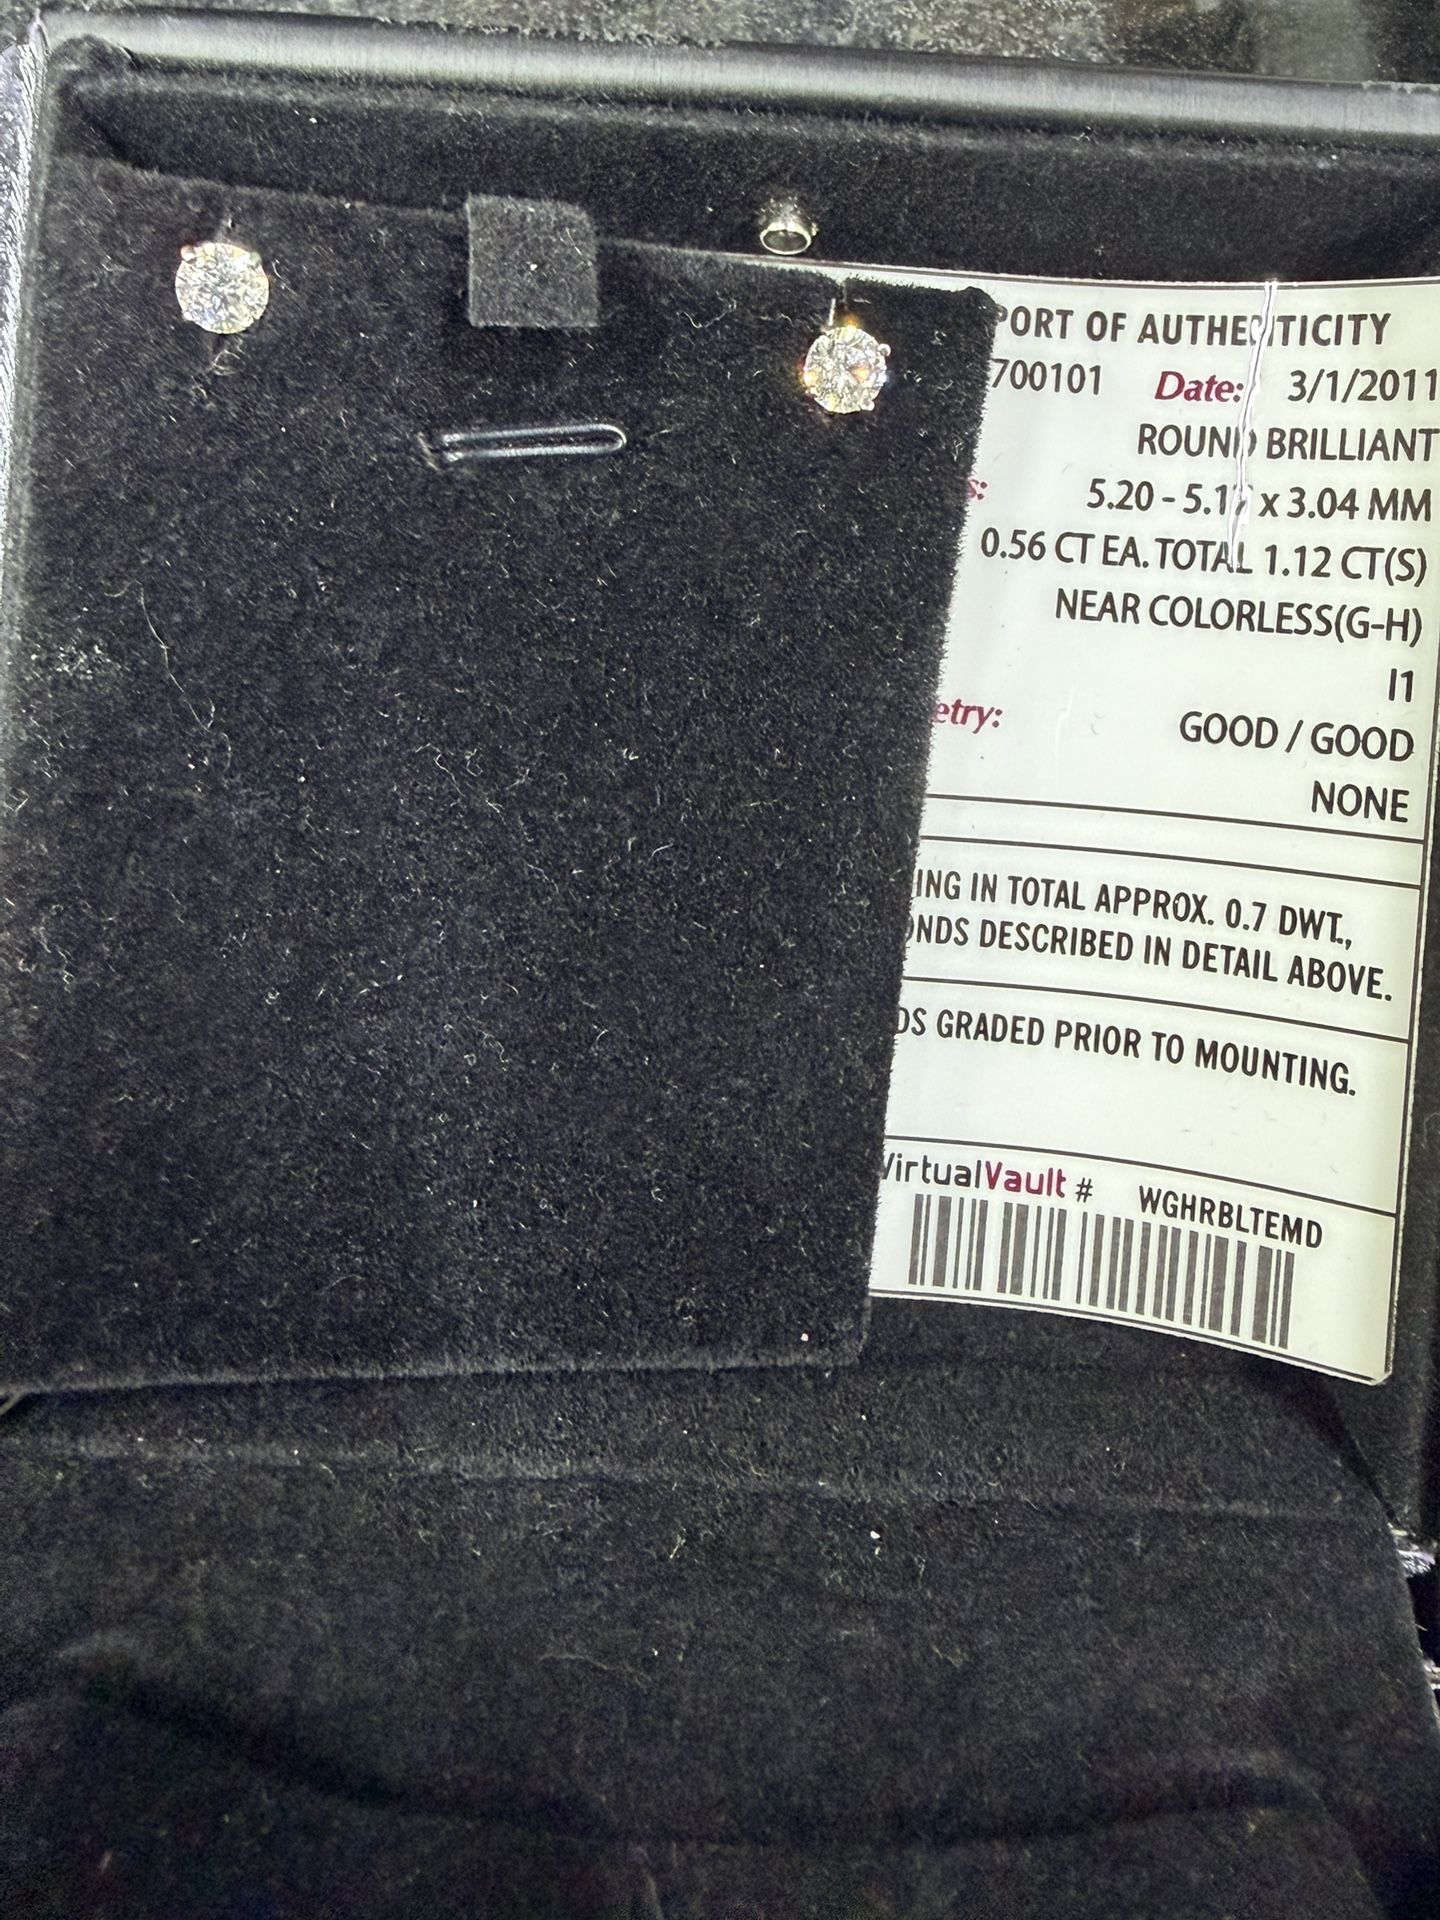 PORT OF AUTHENTICITY
700101 Date: 3/1/2011
ROUND BRILLIANT
s: 5.20 - 5.17 x 3.04 MM
0.56 CT EA. TOTAL 1.12 CT(S)
NEAR COLORLESS(G-H)
I1
etry: GOOD / GOOD
NONE
ING IN TOTAL APPROX. 0.7 DWT.,
NDS DESCRIBED IN DETAIL ABOVE.
DS GRADED PRIOR TO MOUNTING.
VirtualVault # WGHRBLTEMD